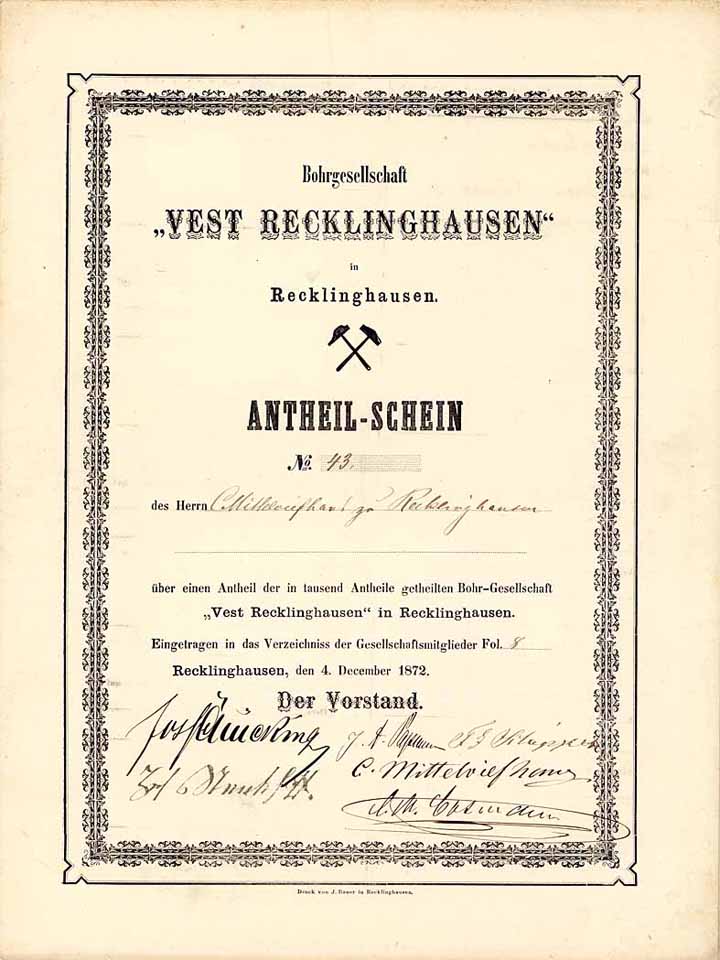 Bohrgesellschaft
„VEST RECKLINGHAUSEN“
in
Recklinghausen.
ANTHEIL-SCHEIN
No. 43.
des Herrn C Mittelviefhaus zu Recklinghausen
über einen Antheil der in tausend Antheile getheilten Bohr-Gesellschaft
„Vest Recklinghausen“ in Recklinghausen.
Eingetragen in das Verzeichniss der Gesellschaftsmitglieder Fol. 8
Recklinghausen, den 4. December 1872.
Der Vorstand.
Jos Schücking
C. Mittelviefhaus
Druck von J. Bauer in Recklinghausen.